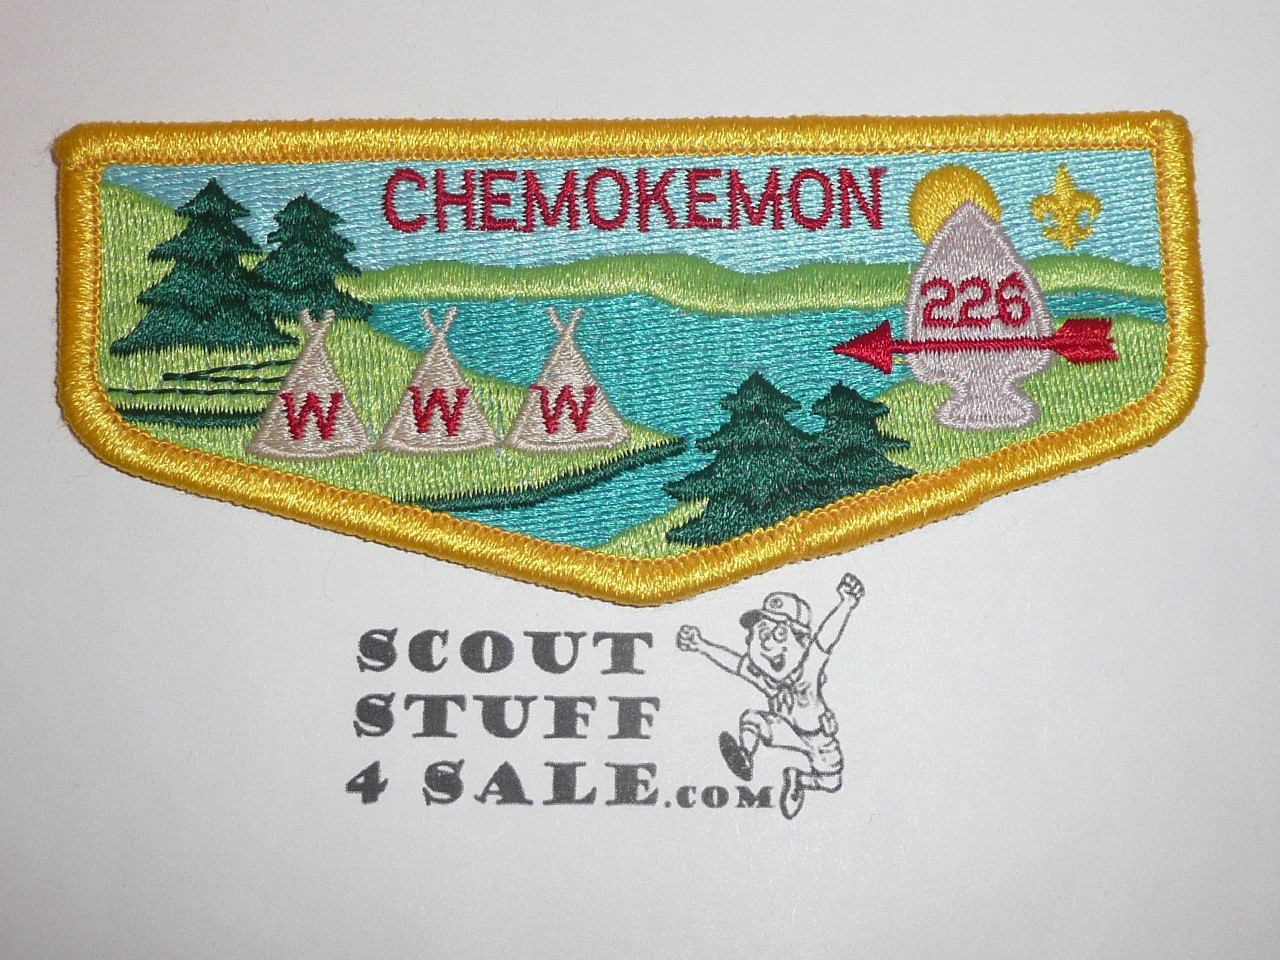 CHEMOKEMON
226
W W W
SCOUT
STUFF
4 SALE.COM